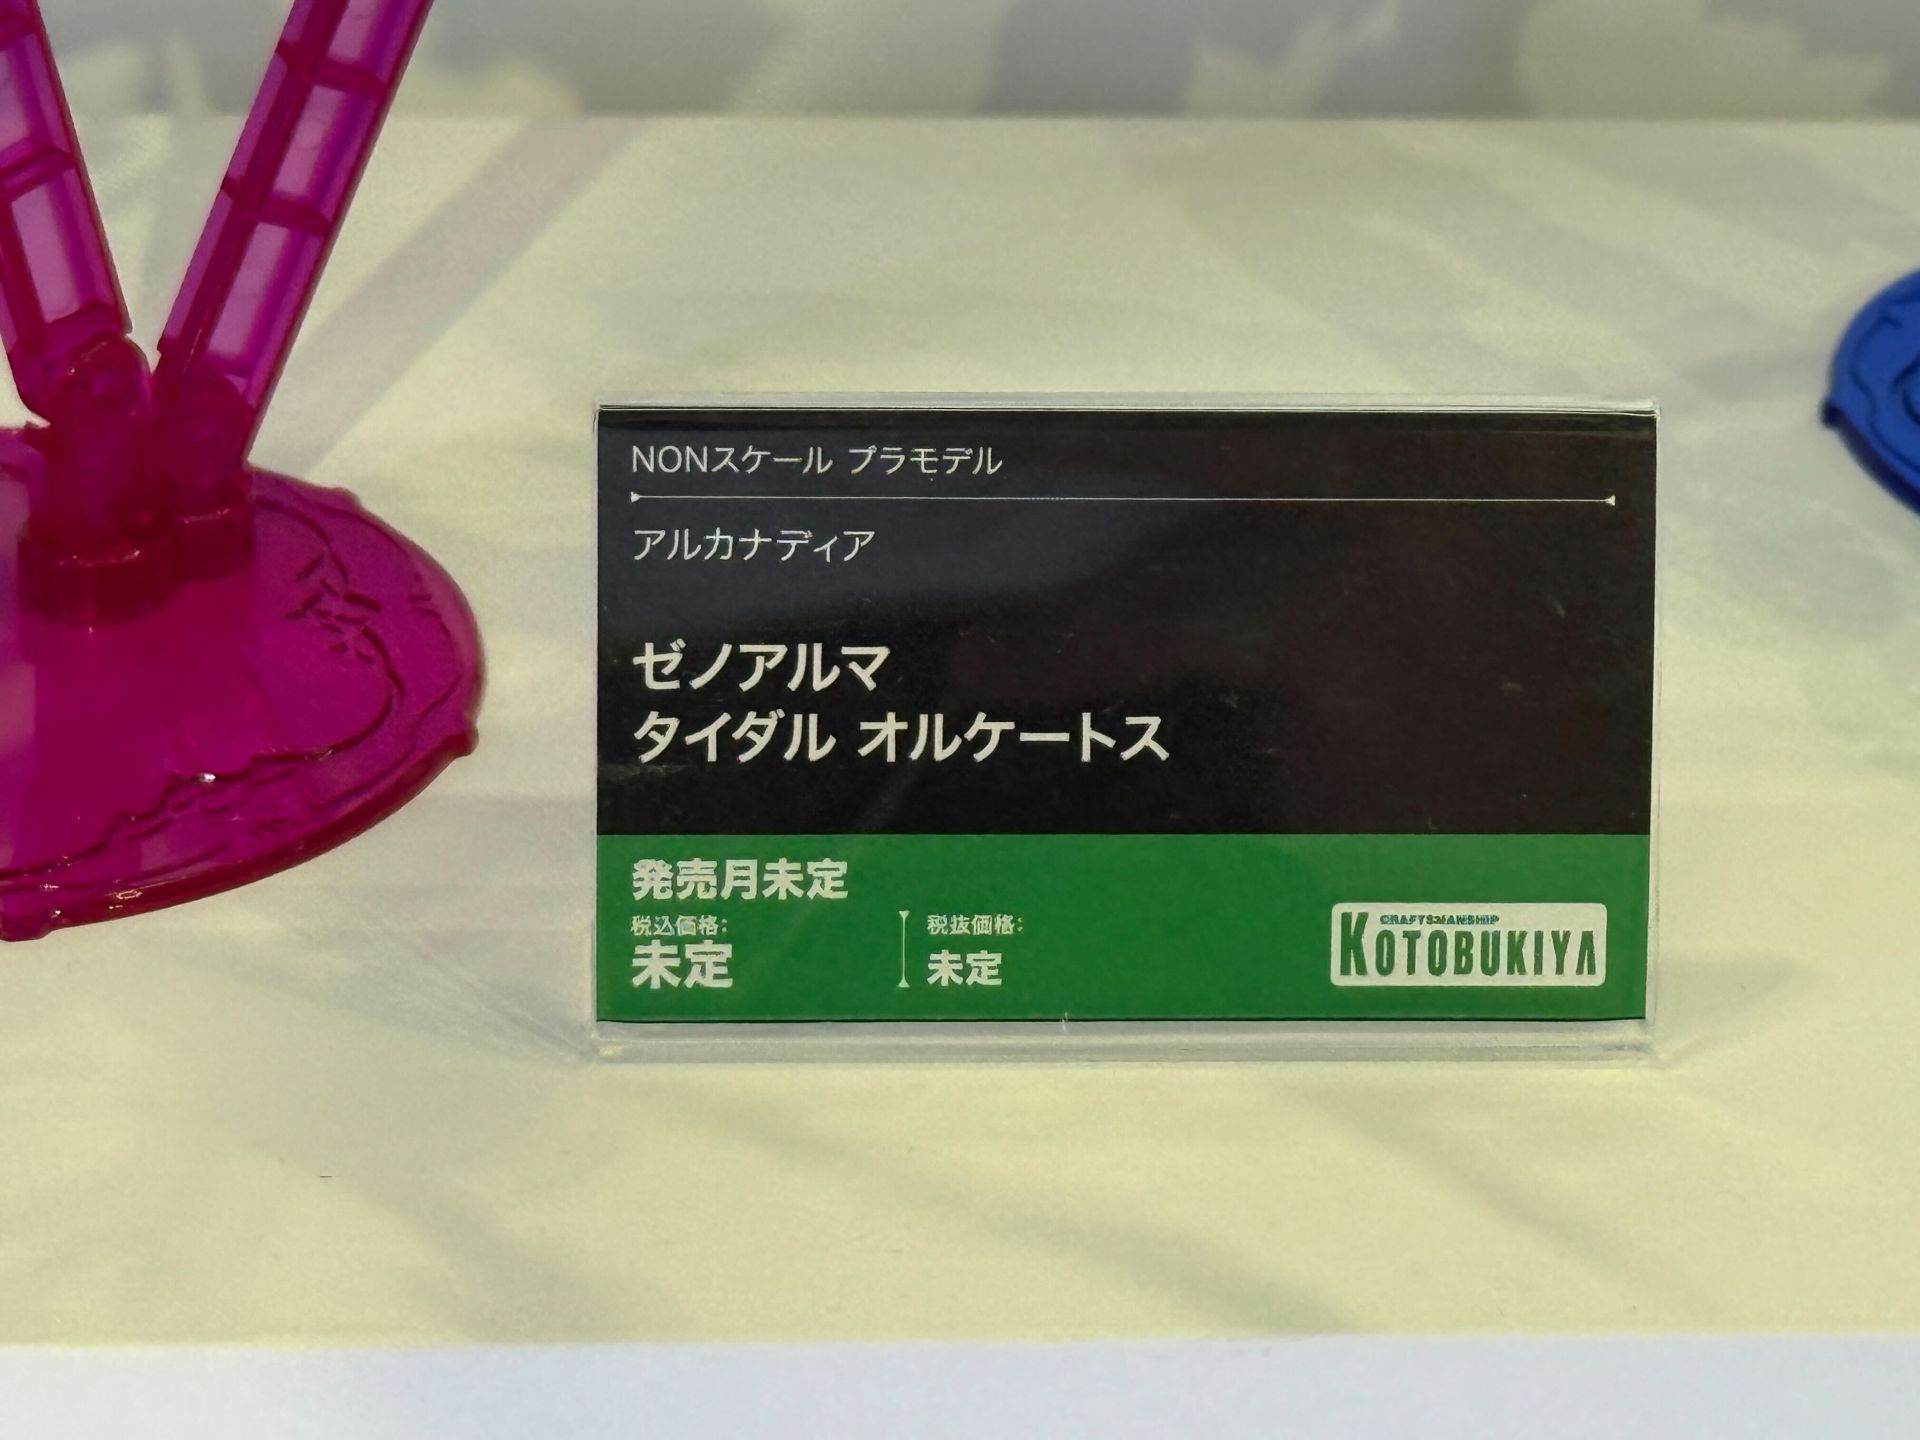 NONスケール プラモデル
アルカナディア
ゼノアルマ
タイダル オルケートス
発売月未定
税込価格:
未定
税抜価格:
未定
CRAFTSMANSHIP
KOTOBUKIYA